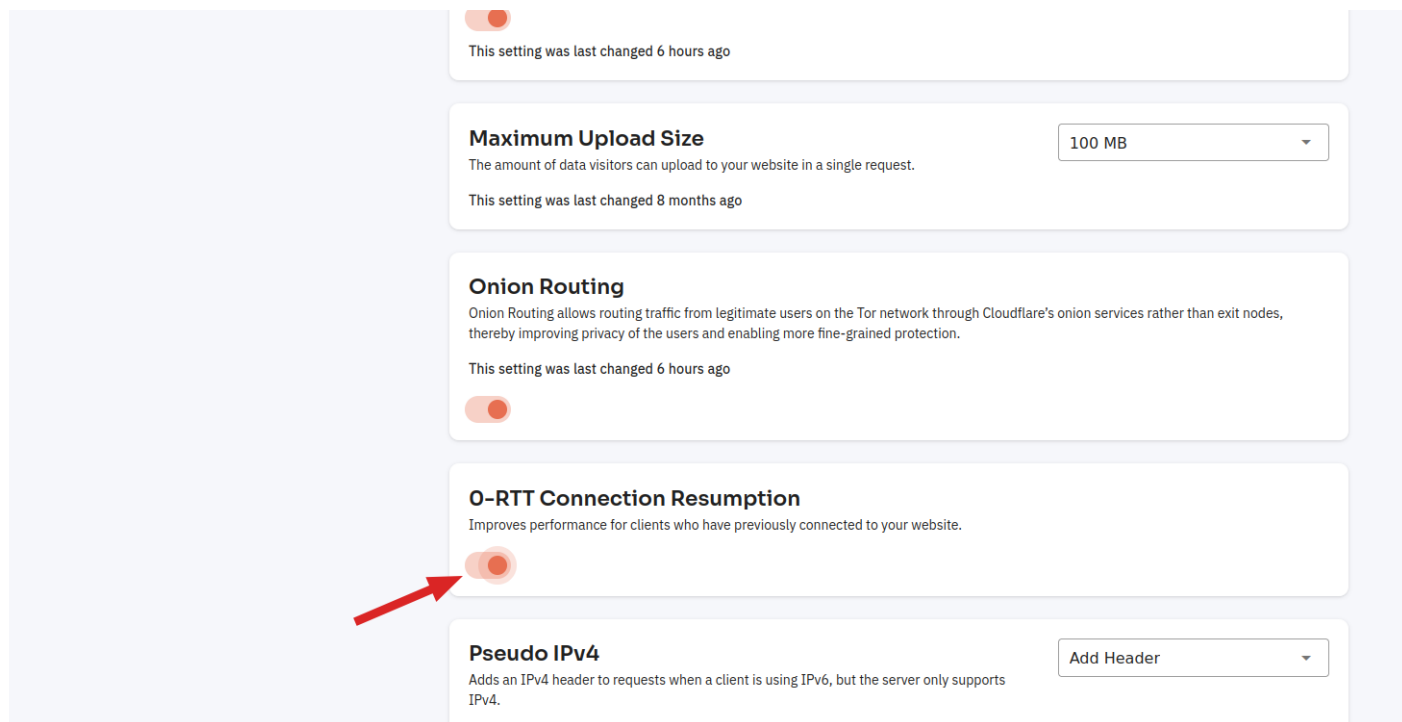 This setting was last changed 6 hours ago
Maximum Upload Size
100 MB
The amount of data visitors can upload to your website in a single request.
This setting was last changed 8 months ago
Onion Routing
Onion Routing allows routing traffic from legitimate users on the Tor network through Cloudflare’s onion services rather than exit nodes,
thereby improving privacy of the users and enabling more fine-grained protection.
This setting was last changed 6 hours ago
0-RTT Connection Resumption
Improves performance for clients who have previously connected to your website.
Pseudo IPv4
Add Header
Adds an IPv4 header to requests when a client is using IPv6, but the server only supports
IPv4.